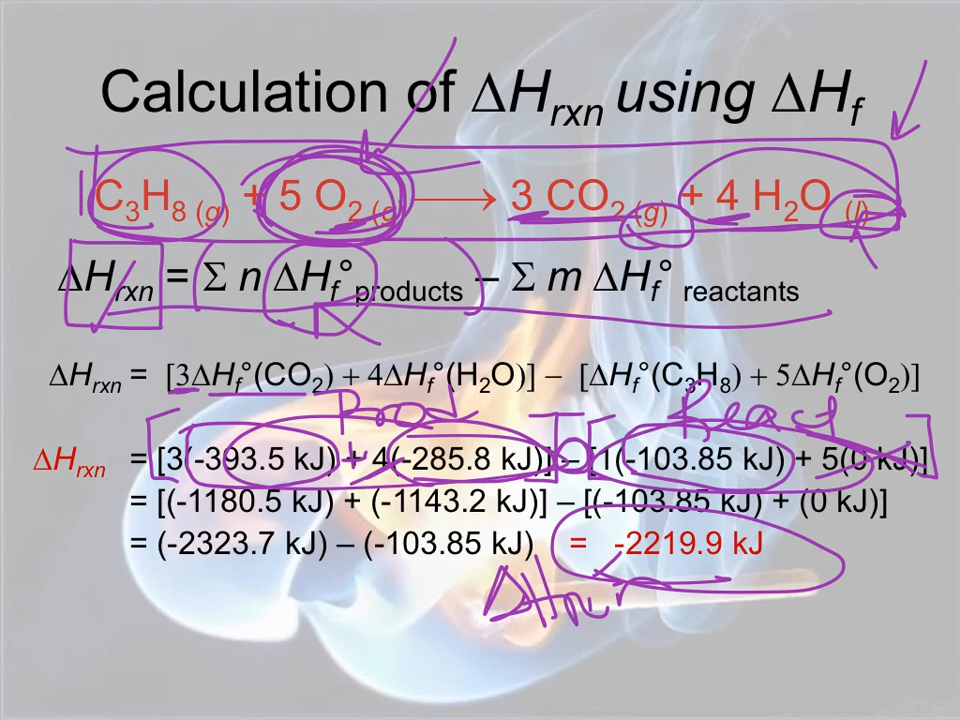 Calculation of ΔHrxn using ΔHf
C3H8 (g) + 5 O2 (g) ⟶ 3 CO2 (g) + 4 H2O (l)
ΔHrxn = Σ n ΔHf° products – Σ m ΔHf° reactants
ΔHrxn = [3ΔHf°(CO2) + 4ΔHf°(H2O)] – [ΔHf°(C3H8) + 5ΔHf°(O2)]
Prod React
ΔHrxn = [3(-393.5 kJ) + 4(-285.8 kJ)] – [1(-103.85 kJ) + 5(0 kJ)]
= [(-1180.5 kJ) + (-1143.2 kJ)] – [(-103.85 kJ) + (0 kJ)]
= (-2323.7 kJ) – (-103.85 kJ) = -2219.9 kJ